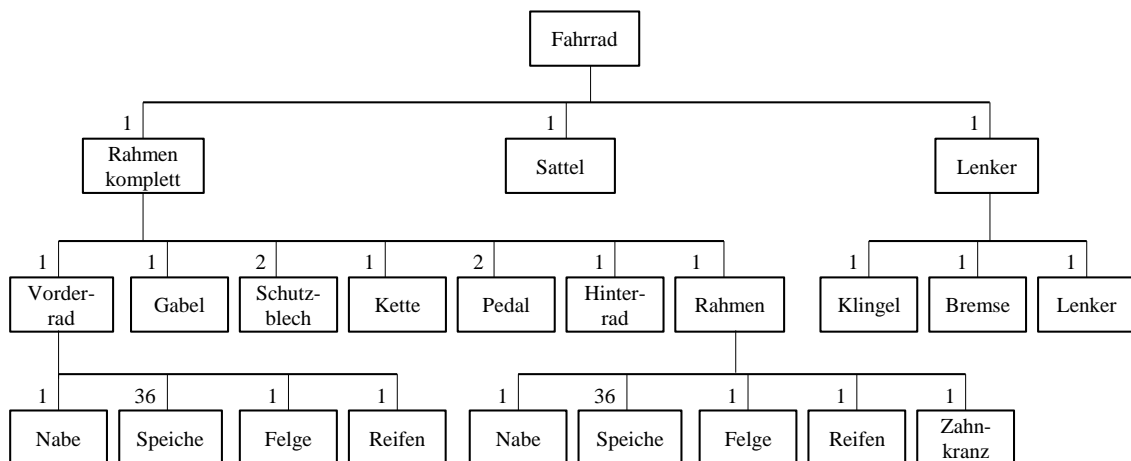 Fahrrad
1
1
1
Rahmen
komplett
Sattel
Lenker
1
1
2
1
2
1
1
1
1
1
Vorder-
rad
Gabel
Schutz-
blech
Kette
Pedal
Hinter-
rad
Rahmen
Klingel
Bremse
Lenker
1
36
1
1
1
36
1
1
1
Nabe
Speiche
Felge
Reifen
Nabe
Speiche
Felge
Reifen
Zahn-
kranz